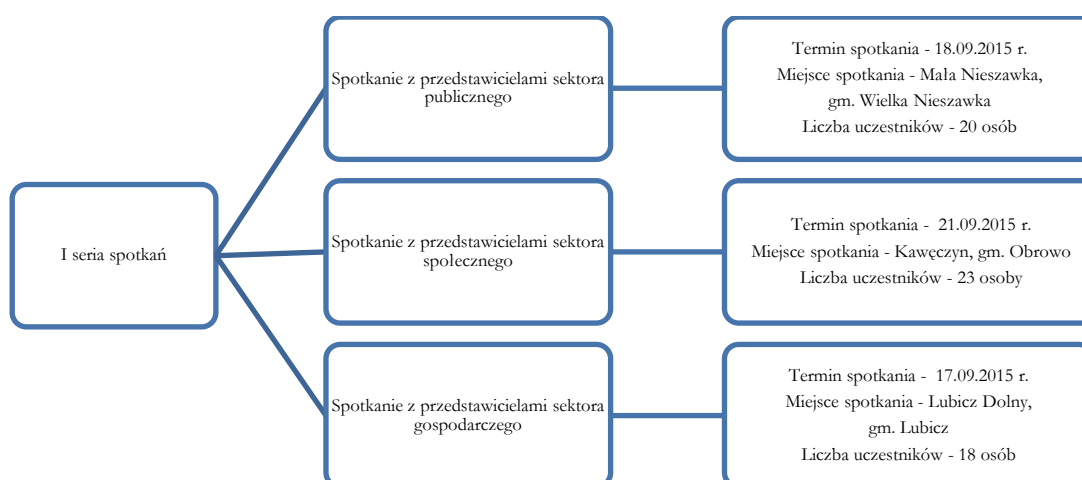 I seria spotkań
Spotkanie z przedstawicielami sektora
publicznego
Termin spotkania - 18.09.2015 r.
Miejsce spotkania - Mała Nieszawka,
gm. Wielka Nieszawka
Liczba uczestników - 20 osób
Spotkanie z przedstawicielami sektora
społecznego
Termin spotkania - 21.09.2015 r.
Miejsce spotkania - Kawęczyn, gm. Obrowo
Liczba uczestników - 23 osoby
Spotkanie z przedstawicielami sektora
gospodarczego
Termin spotkania - 17.09.2015 r.
Miejsce spotkania - Lubicz Dolny,
gm. Lubicz
Liczba uczestników - 18 osób